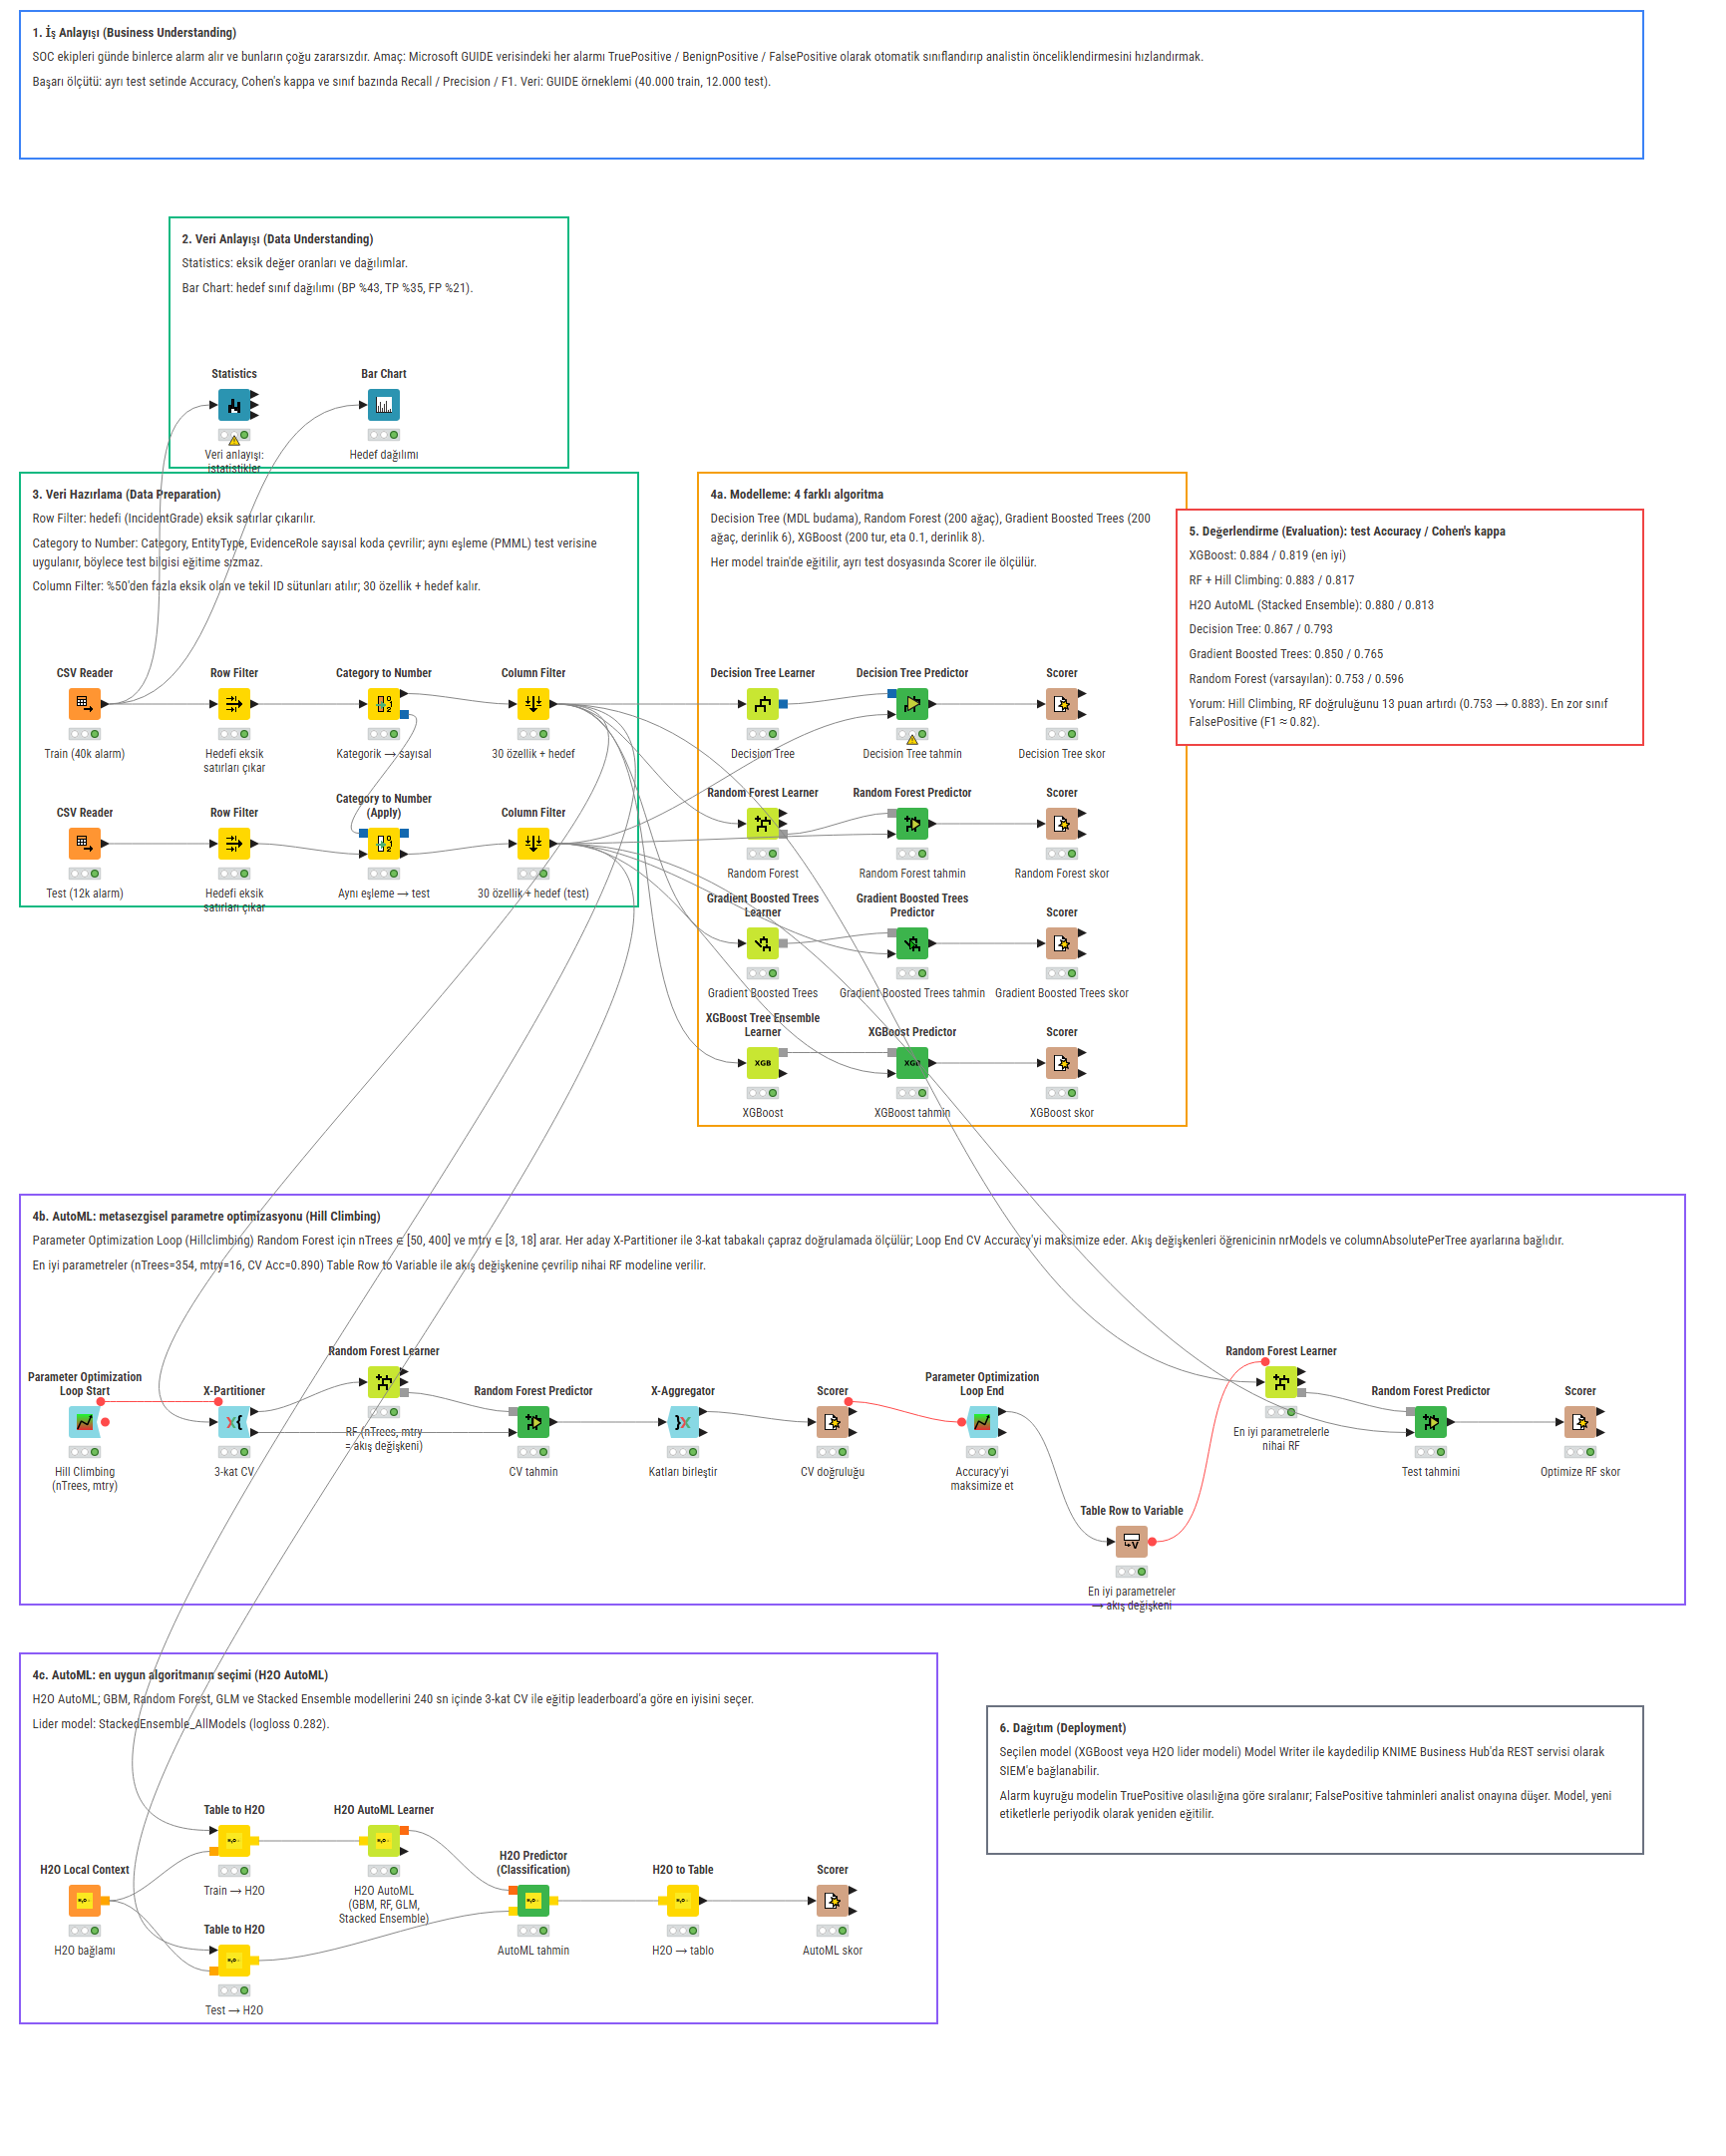 1. İş Anlayışı (Business Understanding)
SOC ekipleri günde binlerce alarm alır ve bunların çoğu zararsızdır. Amaç: Microsoft GUIDE verisindeki her alarmı TruePositive / BenignPositive / FalsePositive olarak otomatik sınıflandırıp analistin önceliklendirmesini hızlandırmak.
Başarı ölçütü: ayrı test setinde Accuracy, Cohen's kappa ve sınıf bazında Recall / Precision / F1. Veri: GUIDE örneklemi (40.000 train, 12.000 test).
2. Veri Anlayışı (Data Understanding)
Statistics: eksik değer oranları ve dağılımlar.
Bar Chart: hedef sınıf dağılımı (BP %43, TP %35, FP %21).
Statistics
Bar Chart
Veri anlayışı:
istatistikler
Hedef dağılımı
3. Veri Hazırlama (Data Preparation)
Row Filter: hedefi (IncidentGrade) eksik satırlar çıkarılır.
Category to Number: Category, EntityType, EvidenceRole sayısal koda çevrilir; aynı eşleme (PMML) test verisine
uygulanır, böylece test bilgisi eğitime sızmaz.
Column Filter: %50'den fazla eksik olan ve tekil ID sütunları atılır; 30 özellik + hedef kalır.
CSV Reader
Row Filter
Category to Number
Column Filter
Train (40k alarm)
Hedefi eksik
satırları çıkar
Kategorik → sayısal
30 özellik + hedef
CSV Reader
Row Filter
Category to Number
(Apply)
Column Filter
Test (12k alarm)
Hedefi eksik
satırları çıkar
Aynı eşleme → test
30 özellik + hedef (test)
4a. Modelleme: 4 farklı algoritma
Decision Tree (MDL budama), Random Forest (200 ağaç), Gradient Boosted Trees (200
ağaç, derinlik 6), XGBoost (200 tur, eta 0.1, derinlik 8).
Her model train'de eğitilir, ayrı test dosyasında Scorer ile ölçülür.
Decision Tree Learner
Decision Tree Predictor
Scorer
Decision Tree
Decision Tree tahmin
Decision Tree skor
Random Forest Learner
Random Forest Predictor
Scorer
Random Forest
Random Forest tahmin
Random Forest skor
Gradient Boosted Trees
Learner
Gradient Boosted Trees
Predictor
Scorer
Gradient Boosted Trees
Gradient Boosted Trees tahmin
Gradient Boosted Trees skor
XGBoost Tree Ensemble
Learner
XGBoost Predictor
Scorer
XGB
XGB
XGBoost
XGBoost tahmin
XGBoost skor
5. Değerlendirme (Evaluation): test Accuracy / Cohen's kappa
XGBoost: 0.884 / 0.819 (en iyi)
RF + Hill Climbing: 0.883 / 0.817
H2O AutoML (Stacked Ensemble): 0.880 / 0.813
Decision Tree: 0.867 / 0.793
Gradient Boosted Trees: 0.850 / 0.765
Random Forest (varsayılan): 0.753 / 0.596
Yorum: Hill Climbing, RF doğruluğunu 13 puan artırdı (0.753 → 0.883). En zor sınıf
FalsePositive (F1 ≈ 0.82).
4b. AutoML: metasezgisel parametre optimizasyonu (Hill Climbing)
Parameter Optimization Loop (Hillclimbing) Random Forest için nTrees ∈ [50, 400] ve mtry ∈ [3, 18] arar. Her aday X-Partitioner ile 3-kat tabakalı çapraz doğrulamada ölçülür; Loop End CV Accuracy'yi maksimize eder. Akış değişkenleri öğrenicinin nrModels ve columnAbsolutePerTree ayarlarına bağlıdır.
En iyi parametreler (nTrees=354, mtry=16, CV Acc=0.890) Table Row to Variable ile akış değişkenine çevrilip nihai RF modeline verilir.
Parameter Optimization
Loop Start
X-Partitioner
Random Forest Learner
Random Forest Predictor
X-Aggregator
Scorer
Parameter Optimization
Loop End
Random Forest Learner
Random Forest Predictor
Scorer
Hill Climbing
(nTrees, mtry)
3-kat CV
RF (nTrees, mtry
= akış değişkeni)
CV tahmin
Katları birleştir
CV doğruluğu
Accuracy'yi
maksimize et
En iyi parametrelerle
nihai RF
Test tahmini
Optimize RF skor
Table Row to Variable
En iyi parametreler
→ akış değişkeni
4c. AutoML: en uygun algoritmanın seçimi (H2O AutoML)
H2O AutoML; GBM, Random Forest, GLM ve Stacked Ensemble modellerini 240 sn içinde 3-kat CV ile eğitip leaderboard'a göre en iyisini seçer.
Lider model: StackedEnsemble_AllModels (logloss 0.282).
Table to H2O
H2O AutoML Learner
Train → H2O
H2O AutoML
(GBM, RF, GLM,
Stacked Ensemble)
H2O Local Context
H2O Predictor
(Classification)
H2O to Table
Scorer
H2O bağlamı
AutoML tahmin
H2O → tablo
AutoML skor
Table to H2O
Test → H2O
6. Dağıtım (Deployment)
Seçilen model (XGBoost veya H2O lider modeli) Model Writer ile kaydedilip KNIME Business Hub'da REST servisi olarak
SIEM'e bağlanabilir.
Alarm kuyruğu modelin TruePositive olasılığına göre sıralanır; FalsePositive tahminleri analist onayına düşer. Model, yeni
etiketlerle periyodik olarak yeniden eğitilir.